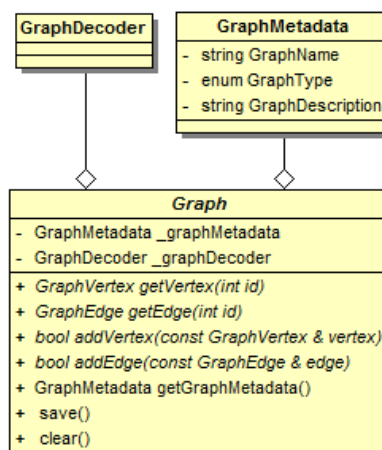 GraphDecoder
GraphMetadata
- string GraphName
- enum GraphType
- string GraphDescription
Graph
- GraphMetadata _graphMetadata
- GraphDecoder _graphDecoder
+ GraphVertex getVertex(int id)
+ GraphEdge getEdge(int id)
+ bool addVertex(const GraphVertex & vertex)
+ bool addEdge(const GraphEdge & edge)
+ GraphMetadata getGraphMetadata()
+ save()
+ clear()